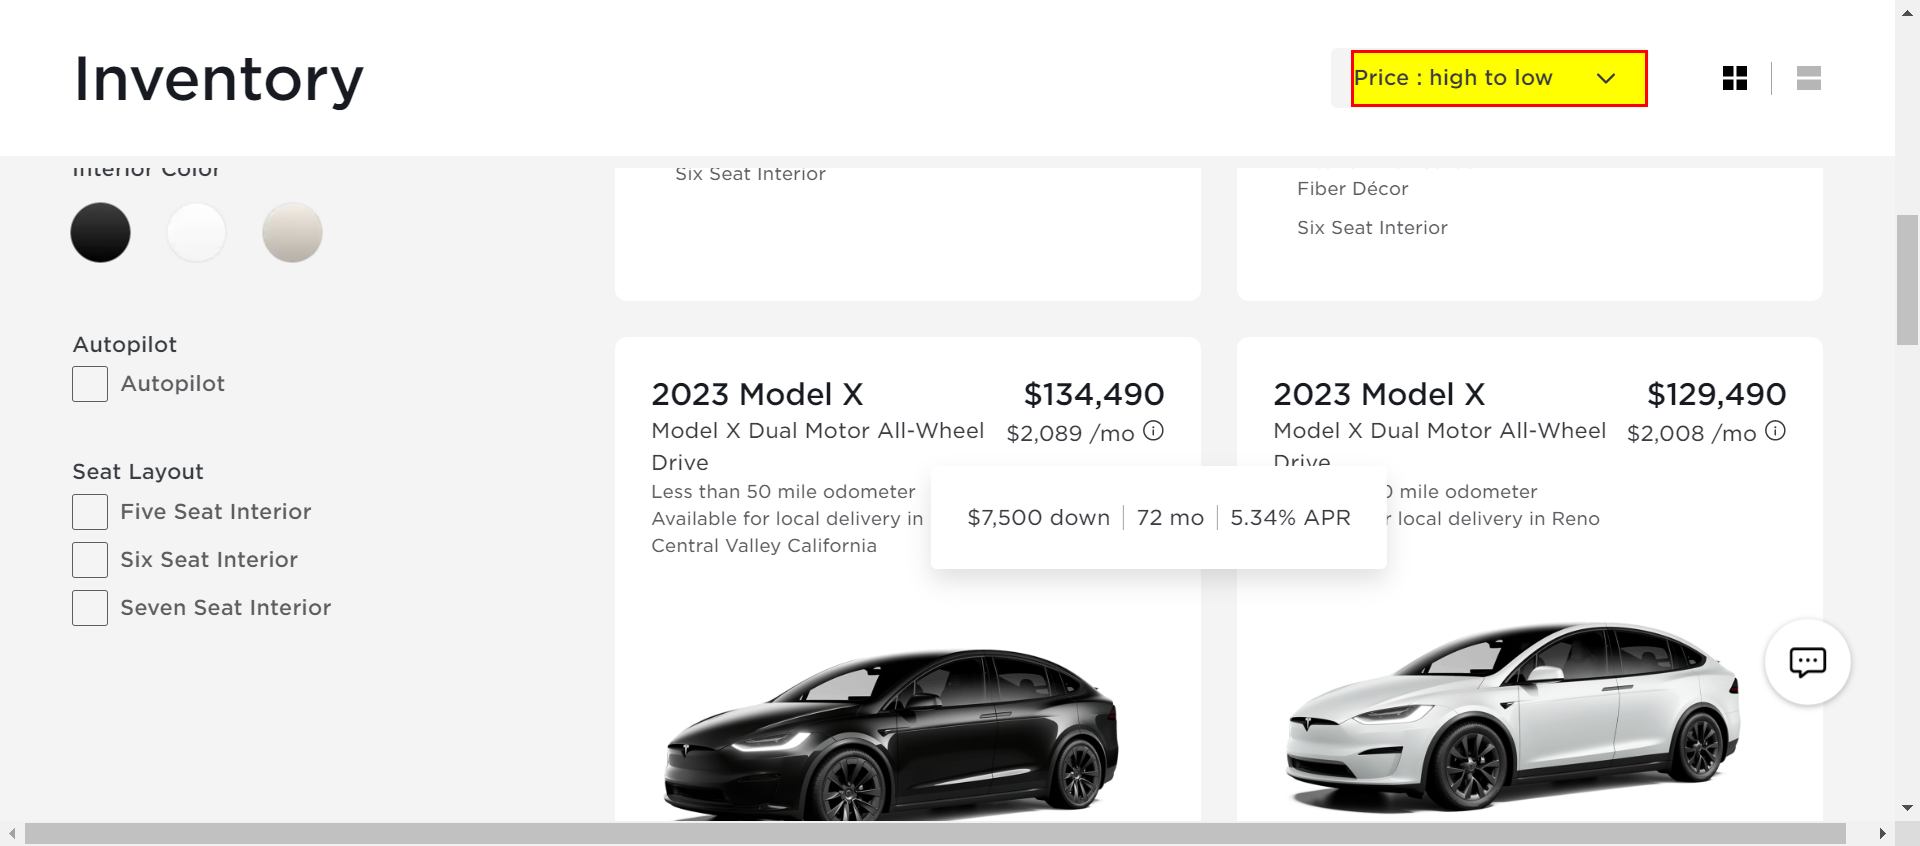 Inventory
Price : high to low
Interior Color
Autopilot
Autopilot
Seat Layout
Five Seat Interior
Six Seat Interior
Seven Seat Interior
Six Seat Interior
Fiber Décor
Six Seat Interior
2023 Model X
$134,490
Model X Dual Motor All-Wheel
Drive
$2,089 /mo
Less than 50 mile odometer
Available for local delivery in
Central Valley California
$7,500 down | 72 mo | 5.34% APR
2023 Model X
$129,490
Model X Dual Motor All-Wheel
Drive
$2,008 /mo
mile odometer
local delivery in Reno